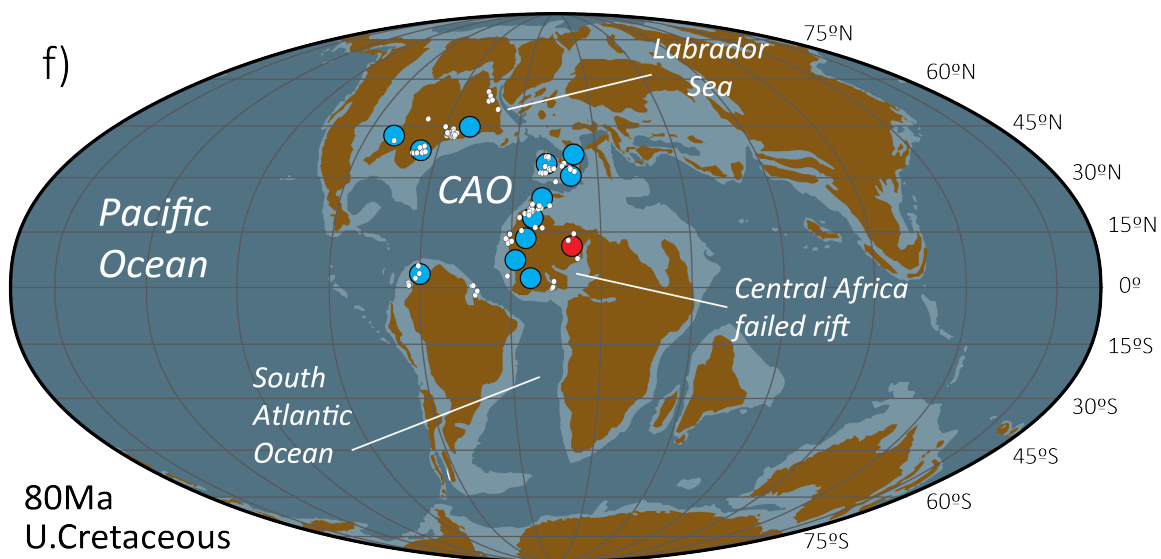 f)
Labrador
Sea
75ºN
60ºN
45ºN
30ºN
15ºN
0º
15ºS
30ºS
45ºS
60ºS
75ºS
CAO
Pacific
Ocean
Central Africa
failed rift
South
Atlantic
Ocean
80Ma
U.Cretaceous